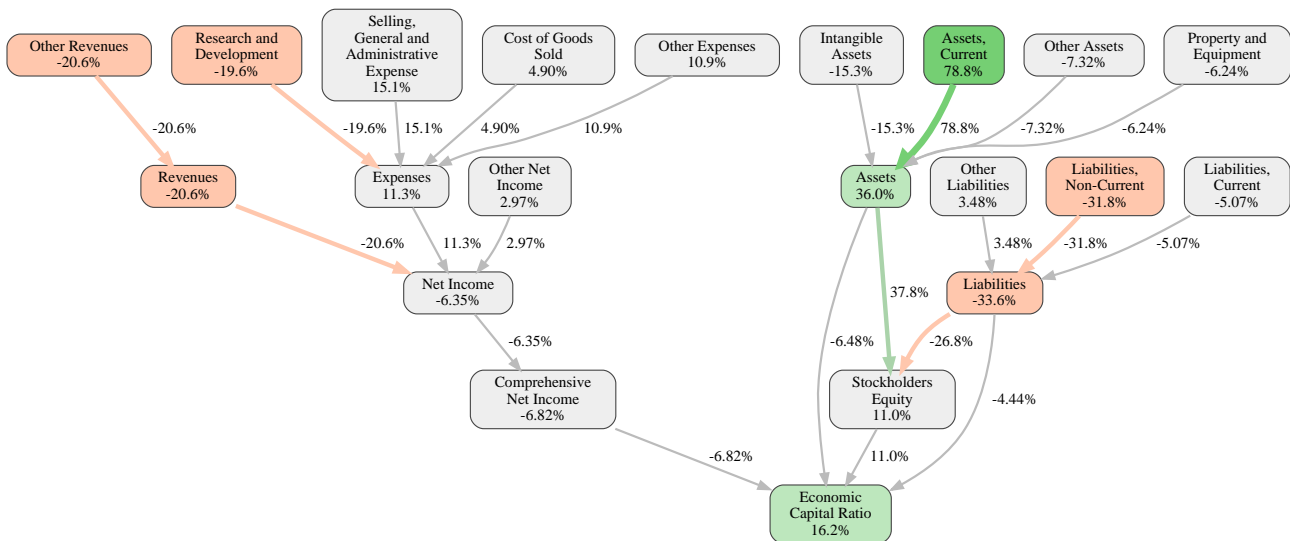 Other Revenues
-20.6%
Research and
Development
-19.6%
Selling,
General and
Administrative
Expense
15.1%
Cost of Goods
Sold
4.90%
Other Expenses
10.9%
Intangible
Assets
-15.3%
Assets,
Current
78.8%
Other Assets
-7.32%
Property and
Equipment
-6.24%
-20.6%
-19.6%
15.1%
4.90%
10.9%
-15.3%
78.8%
-7.32%
-6.24%
Revenues
-20.6%
Expenses
11.3%
Other Net
Income
2.97%
Assets
36.0%
Other
Liabilities
3.48%
Liabilities,
Non-Current
-31.8%
Liabilities,
Current
-5.07%
-20.6%
11.3%
2.97%
3.48%
-31.8%
-5.07%
Net Income
-6.35%
37.8%
Liabilities
-33.6%
-6.35%
-6.48%
-26.8%
Comprehensive
Net Income
-6.82%
Stockholders
Equity
11.0%
-4.44%
-6.82%
11.0%
Economic
Capital Ratio
16.2%